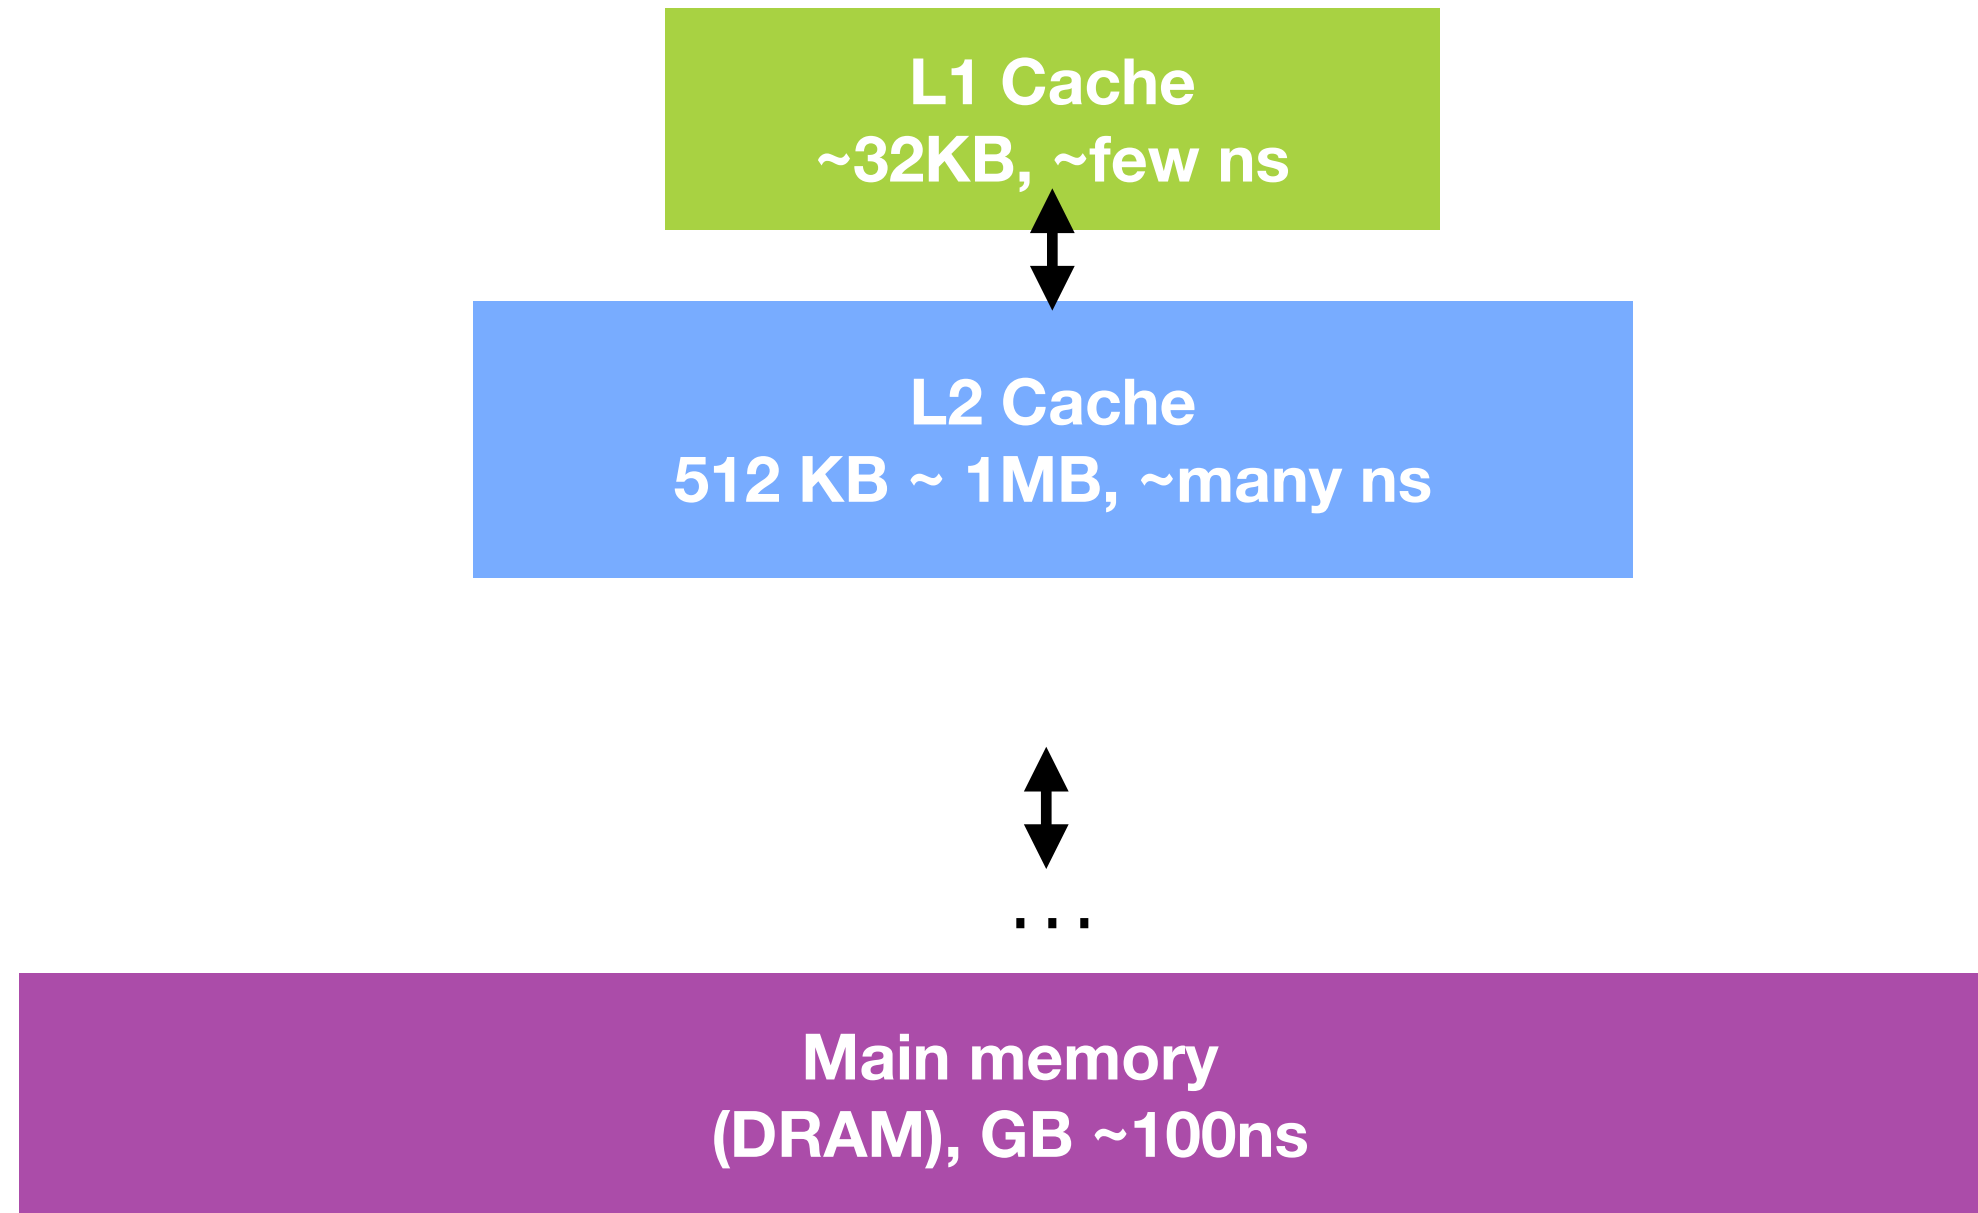 L1 Cache
~32KB, ~few ns
L2 Cache
512 KB ~ 1MB, ~many ns
...
Main memory
(DRAM), GB ~100ns